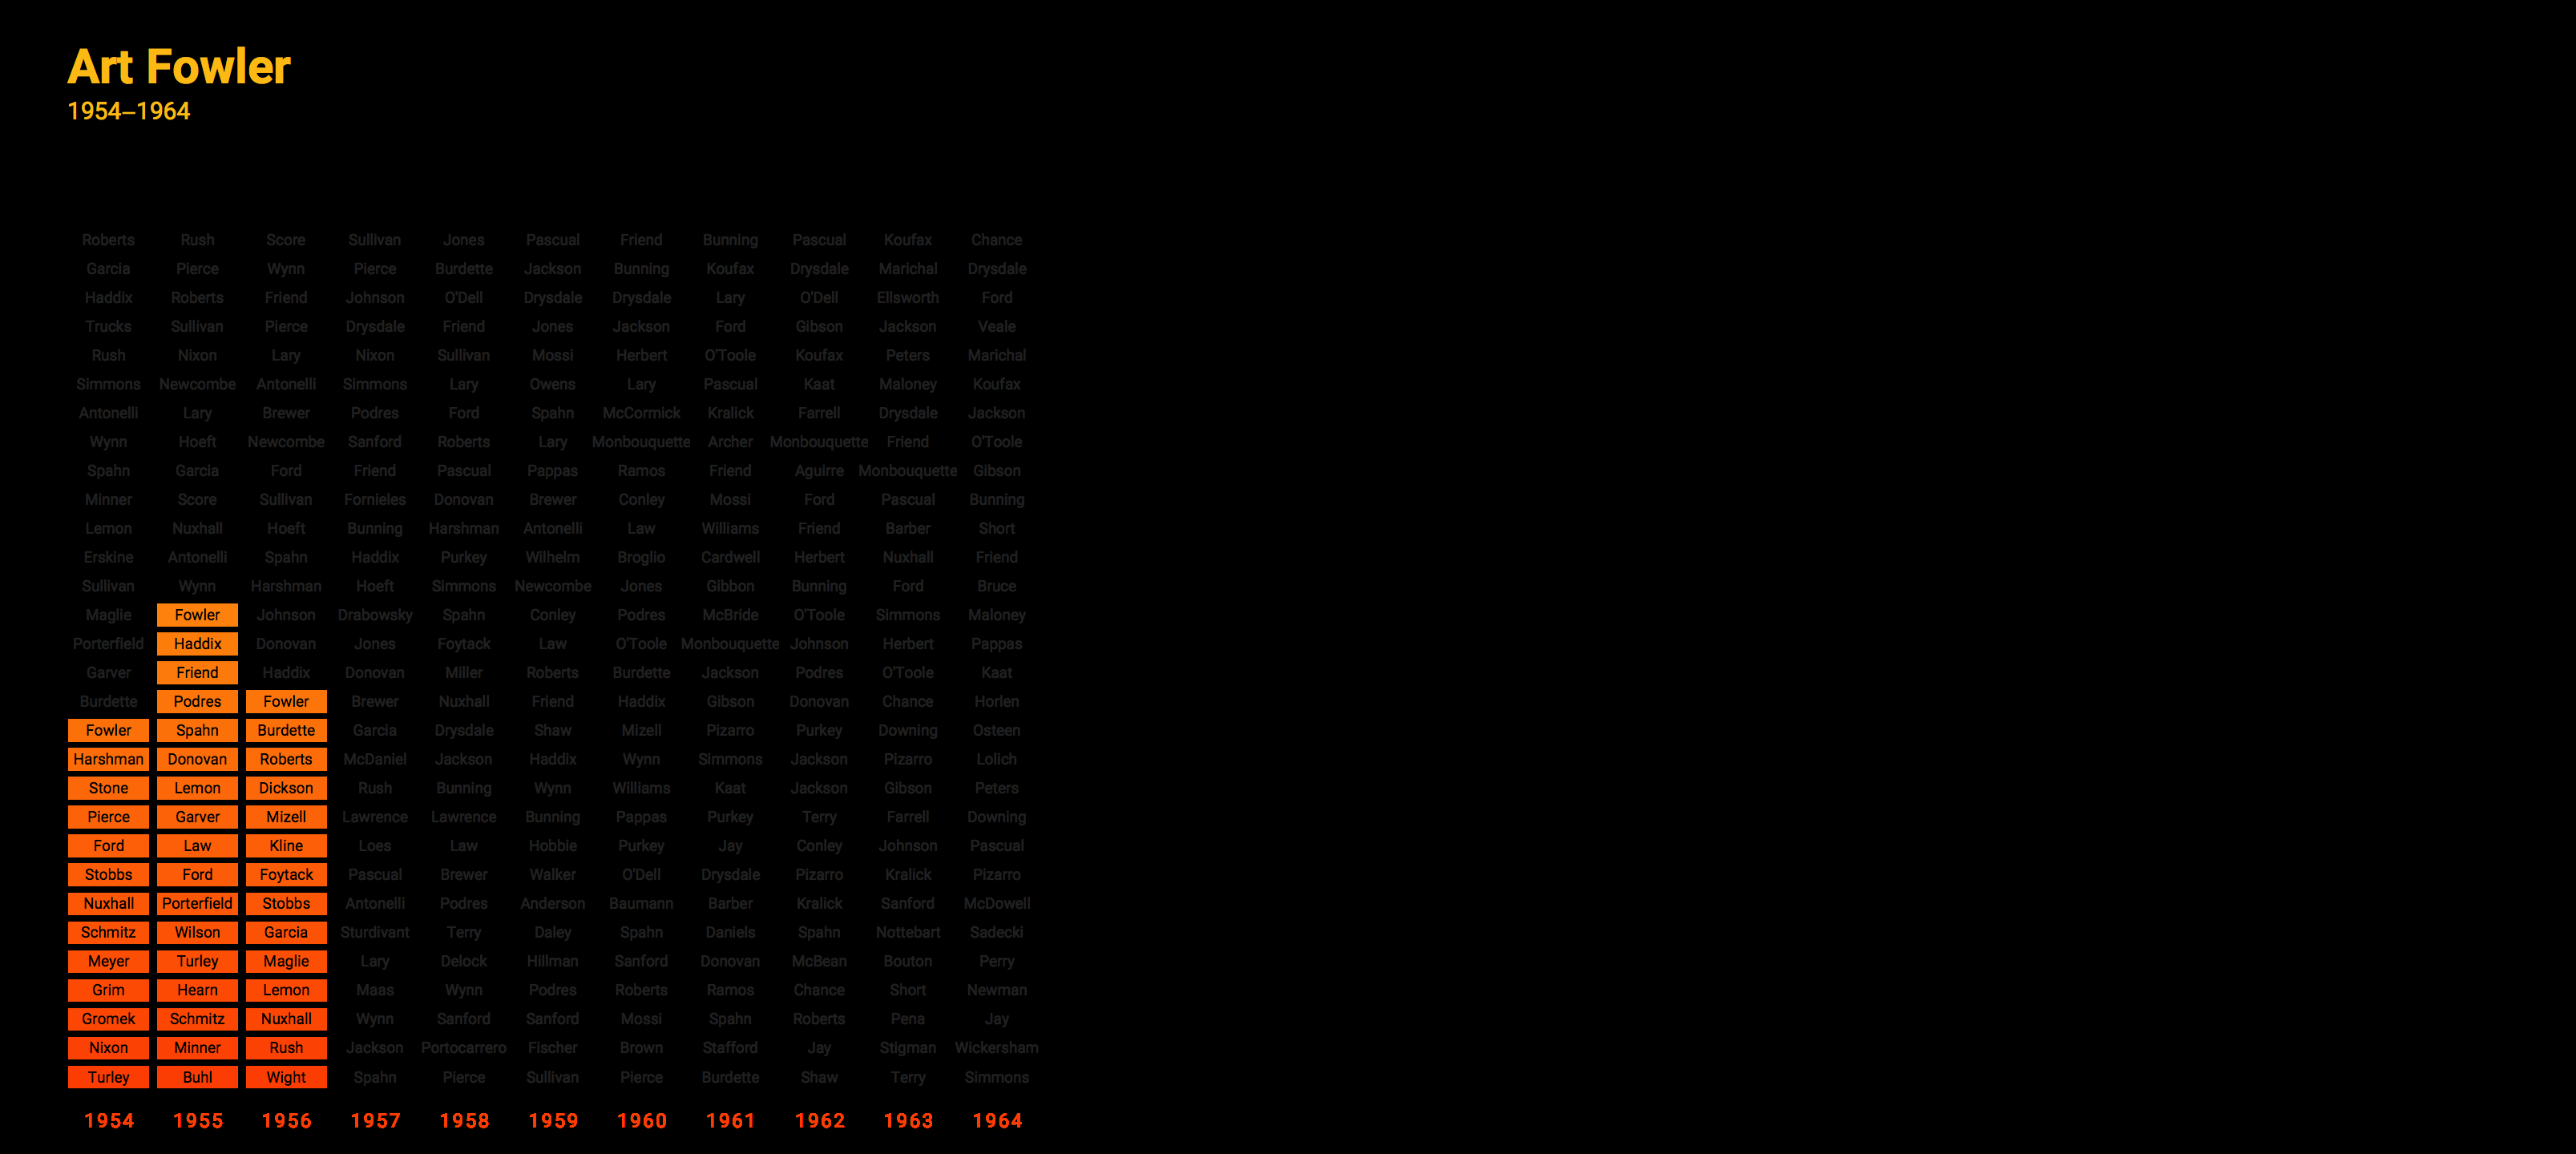 Art Fowler
1954–1964
Roberts Rush Score Sullivan Jones Pascual Friend Bunning Pascual Koufax Chance
Garcia Pierce Wynn Pierce Burdette Jackson Bunning Koufax Drysdale Marichal Drysdale
Haddix Roberts Friend Johnson O'Dell Drysdale Drysdale Lary O'Dell Ellsworth Ford
Trucks Sullivan Pierce Drysdale Friend Jones Jackson Ford Gibson Jackson Veale
Rush Nixon Lary Nixon Sullivan Mossi Herbert O'Toole Koufax Peters Marichal
Simmons Newcombe Antonelli Simmons Lary Owens Lary Pascual Kaat Maloney Koufax
Antonelli Lary Brewer Podres Ford Spahn McCormick Kralick Farrell Drysdale Jackson
Wynn Hoeft Newcombe Sanford Roberts Lary Monbouquette Archer Monbouquette Friend O'Toole
Spahn Garcia Ford Friend Pascual Pappas Ramos Friend Aguirre Monbouquette Gibson
Minner Score Sullivan Fornieles Donovan Brewer Conley Mossi Ford Pascual Bunning
Lemon Nuxhall Hoeft Bunning Harshman Antonelli Law Williams Friend Barber Short
Erskine Antonelli Spahn Haddix Purkey Wilhelm Broglio Cardwell Herbert Nuxhall Friend
Sullivan Wynn Harshman Hoeft Simmons Newcombe Jones Gibbon Bunning Ford Bruce
Maglie Fowler Johnson Drabowsky Spahn Conley Podres McBride O'Toole Simmons Maloney
Porterfield Haddix Donovan Jones Foytack Law O'Toole Monbouquette Johnson Herbert Pappas
Garver Friend Haddix Donovan Miller Roberts Burdette Jackson Podres O'Toole Kaat
Burdette Podres Fowler Brewer Nuxhall Friend Haddix Gibson Donovan Chance Horlen
Fowler Spahn Burdette Garcia Drysdale Shaw Mizell Pizarro Purkey Downing Osteen
Harshman Donovan Roberts McDaniel Jackson Haddix Wynn Simmons Jackson Pizarro Lolich
Stone Lemon Dickson Rush Bunning Wynn Williams Kaat Jackson Gibson Peters
Pierce Garver Mizell Lawrence Lawrence Bunning Pappas Purkey Terry Farrell Downing
Ford Law Kline Loes Law Hobbie Purkey Jay Conley Johnson Pascual
Stobbs Ford Foytack Pascual Brewer Walker O'Dell Drysdale Pizarro Kralick Pizarro
Nuxhall Porterfield Stobbs Antonelli Podres Anderson Baumann Barber Kralick Sanford McDowell
Schmitz Wilson Garcia Sturdivant Terry Daley Spahn Daniels Spahn Nottebart Sadecki
Meyer Turley Maglie Lary Delock Hillman Sanford Donovan McBean Bouton Perry
Grim Hearn Lemon Maas Wynn Podres Roberts Ramos Chance Short Newman
Gromek Schmitz Nuxhall Wynn Sanford Sanford Mossi Spahn Roberts Pena Jay
Nixon Minner Rush Jackson Portocarrero Fischer Brown Stafford Jay Stigman Wickersham
Turley Buhl Wight Spahn Pierce Sullivan Pierce Burdette Shaw Terry Simmons
1954 1955 1956 1957 1958 1959 1960 1961 1962 1963 1964